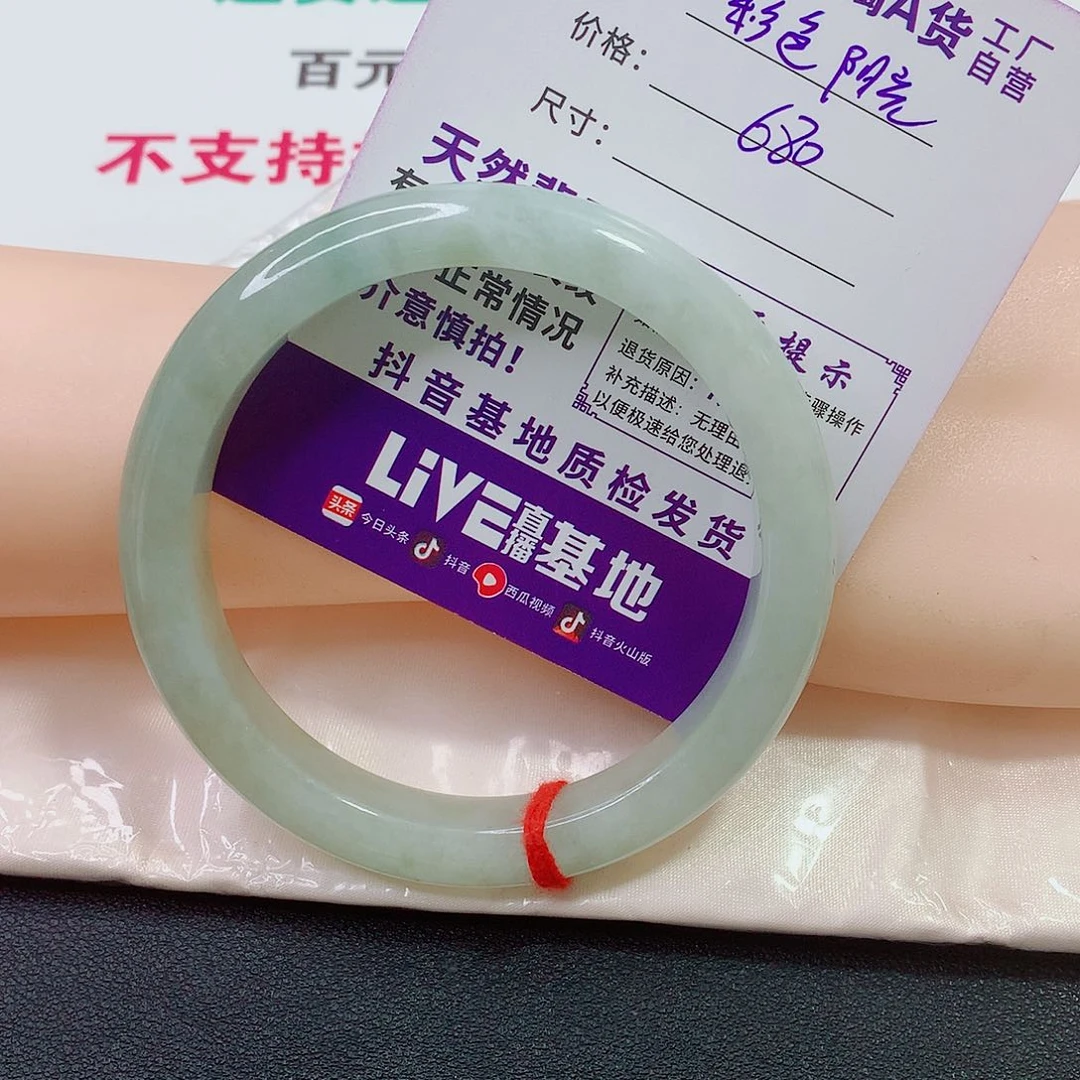 百元
不支持
A货 工厂自营
彩色
价格：
680
尺寸：
天然
正常情况
介意慎拍！
抖音基地质检发货
提示
退货原因：
骤操作
补充描述：无理由
以便极速给您处理退
LiVE直播基地
头条
今日头条
抖音
西瓜视频
抖音火山版